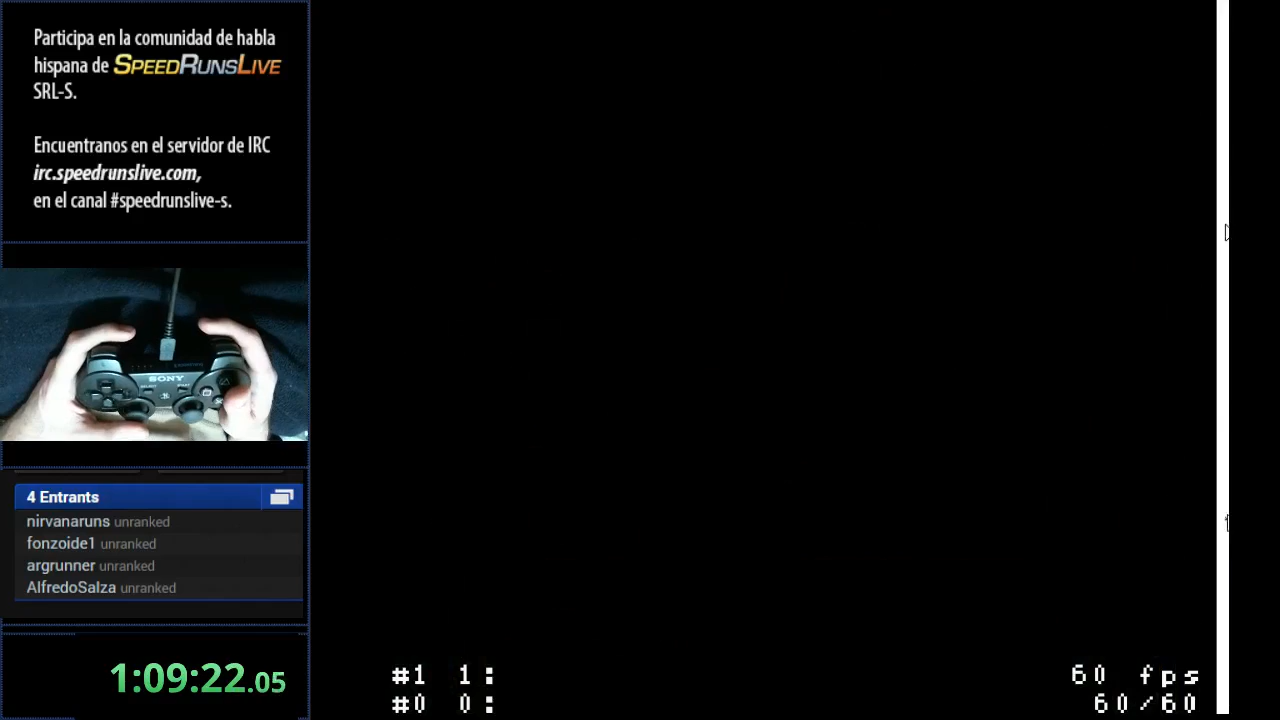 Participa en la comunidad de habla
hispana de SPEEDRUNSLIVE
SRL-S.
Encuentranos en el servidor de IRC
irc.speedrunslive.com,
en el canal #speedrunslive-s.
SONY
4 Entrants
nirvanaruns unranked
fonzoide1 unranked
argrunner unranked
AlfredoSalza unranked
1:09:22.05
#1 1:
#0 0:
60 fps
60/60